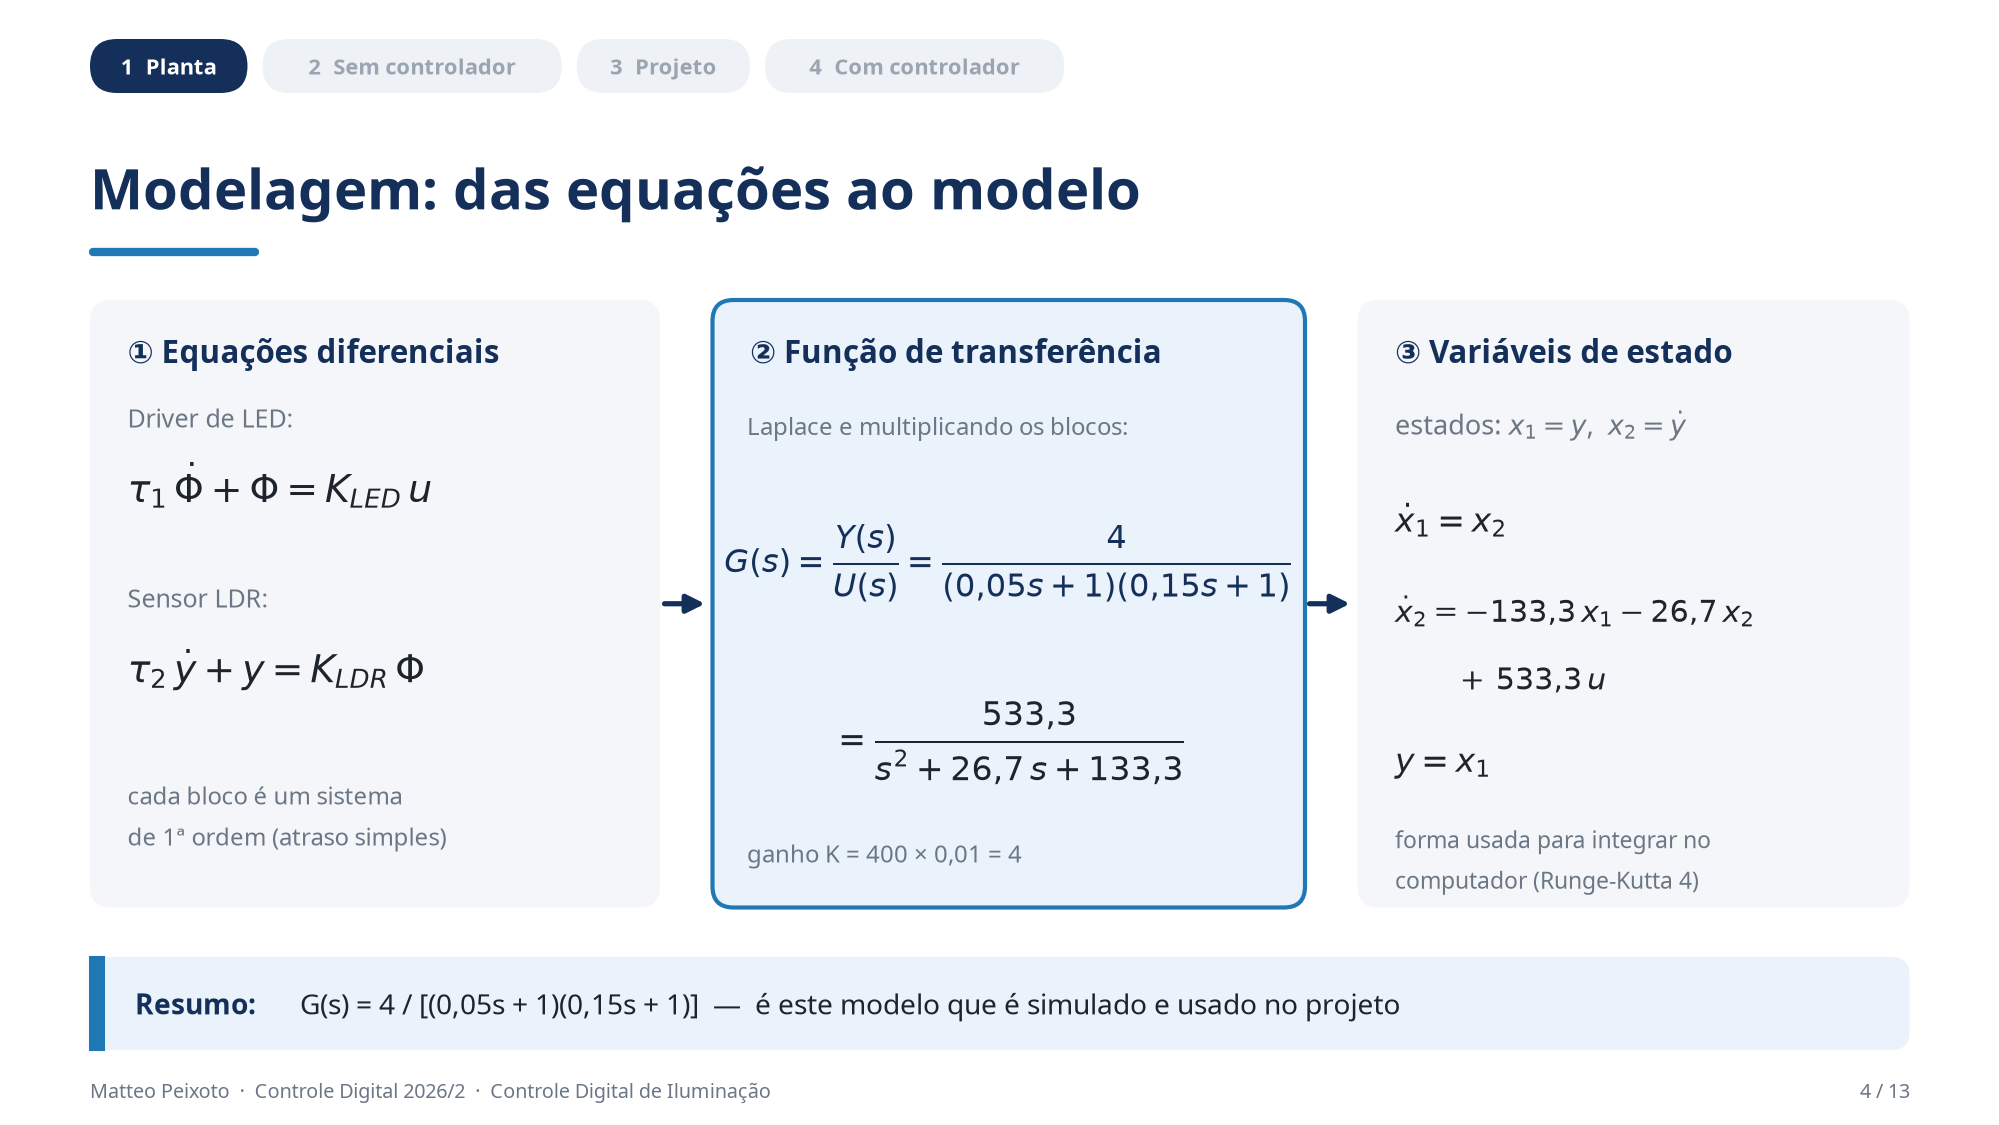 1 Planta
2 Sem controlador
3 Projeto
4 Com controlador
Modelagem: das equações ao modelo
① Equações diferenciais
Driver de LED:
τ₁ Φ̇ + Φ = K_LED u
Sensor LDR:
τ₂ ẏ + y = K_LDR Φ
cada bloco é um sistema
de 1ª ordem (atraso simples)
② Função de transferência
Laplace e multiplicando os blocos:
G(s) = Y(s)/U(s) = 4/((0,05s + 1)(0,15s + 1))
= 533,3/(s² + 26,7 s + 133,3)
ganho K = 400 × 0,01 = 4
③ Variáveis de estado
estados: x₁ = y, x₂ = ẏ
ẋ₁ = x₂
ẋ₂ = −133,3 x₁ − 26,7 x₂
+ 533,3 u
y = x₁
forma usada para integrar no
computador (Runge-Kutta 4)
Resumo: G(s) = 4 / [(0,05s + 1)(0,15s + 1)] — é este modelo que é simulado e usado no projeto
Matteo Peixoto · Controle Digital 2026/2 · Controle Digital de Iluminação
4 / 13